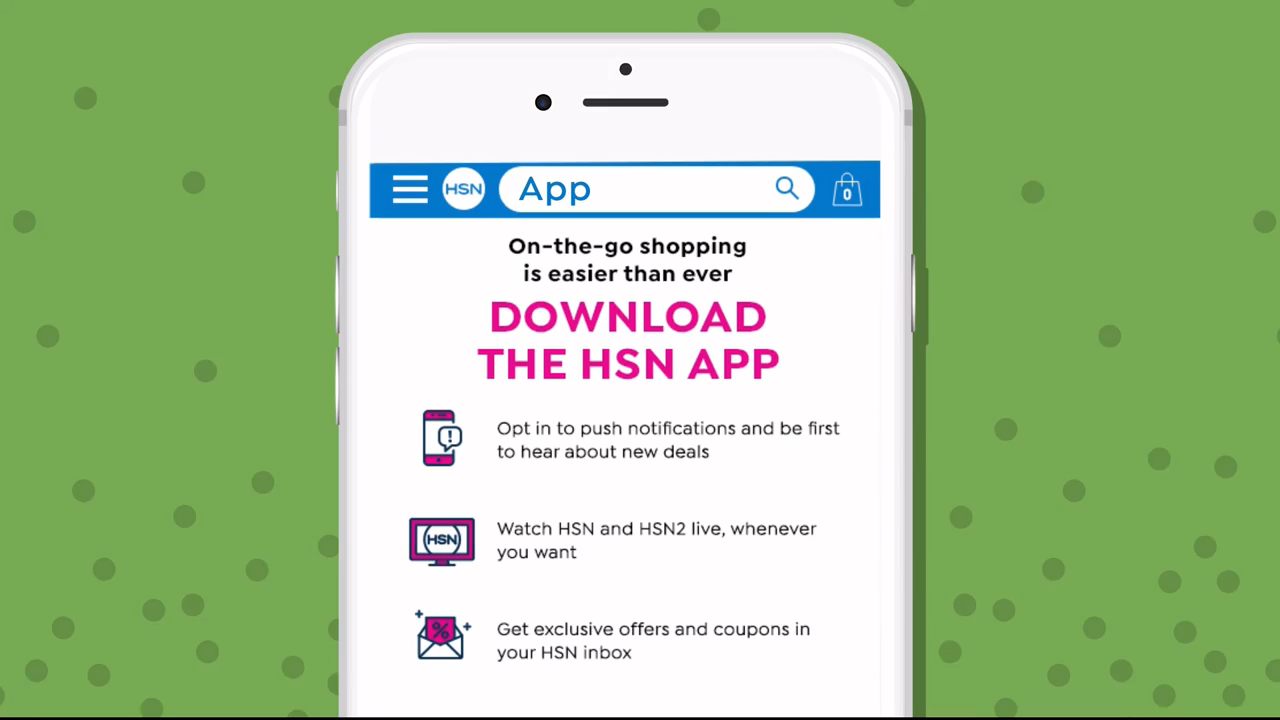 HSN App 0
On-the-go shopping
is easier than ever
DOWNLOAD
THE HSN APP
Opt in to push notifications and be first
to hear about new deals
HSN
Watch HSN and HSN2 live, whenever
you want
%
Get exclusive offers and coupons in
your HSN inbox